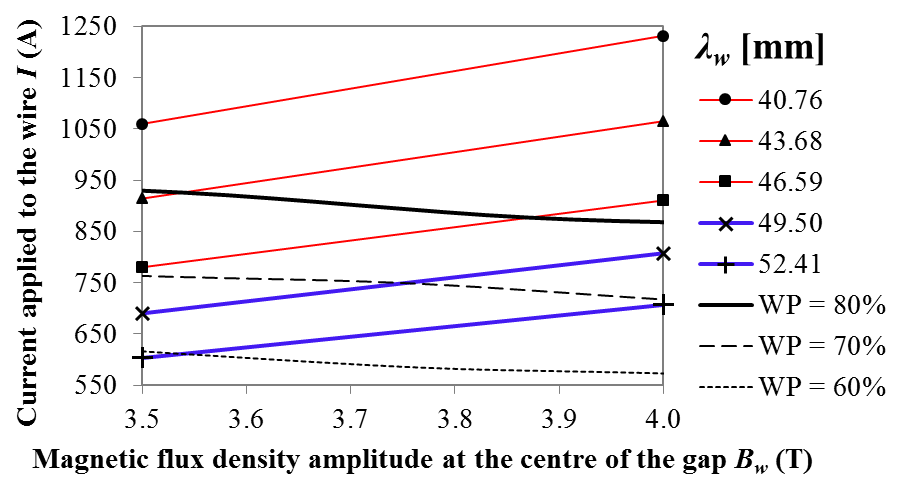 1250
1150
1050
950
850
750
650
550
3.5 3.6 3.7 3.8 3.9 4.0
Current applied to the wire I (A)
Magnetic flux density amplitude at the centre of the gap Bw (T)
λw [mm]
40.76
43.68
46.59
49.50
52.41
WP = 80%
WP = 70%
WP = 60%